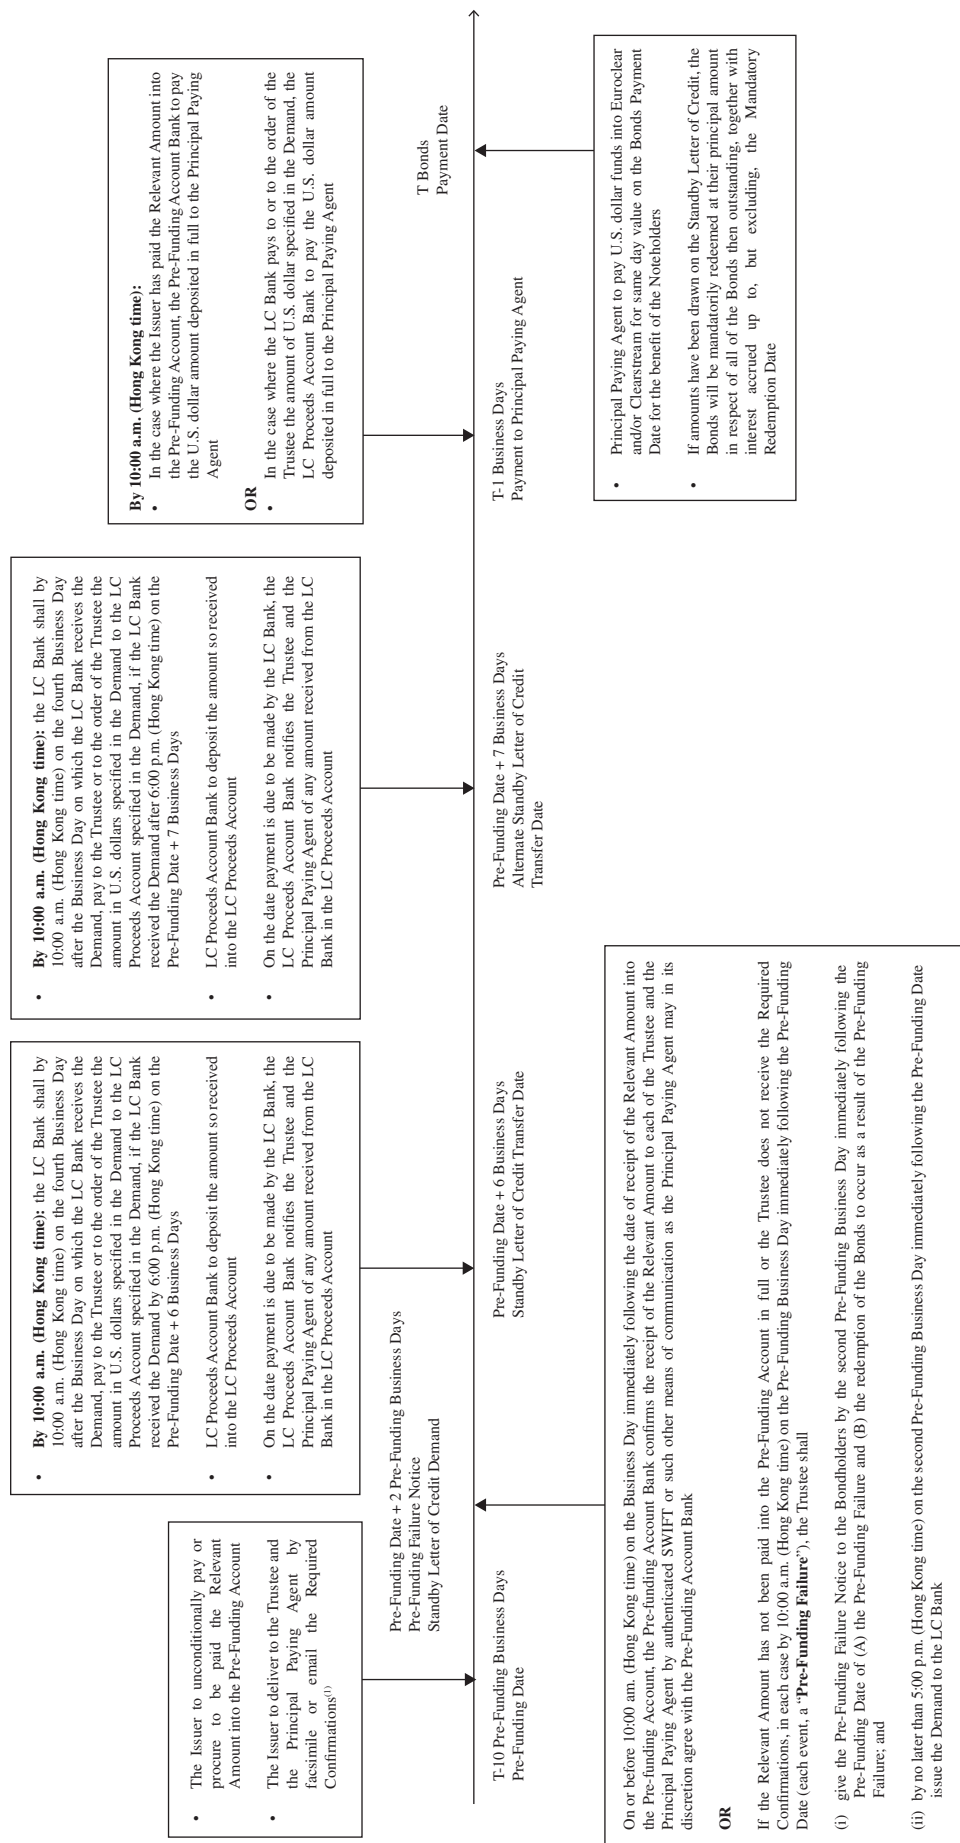 • The Issuer to unconditionally pay or
procure to be paid the Relevant
Amount into the Pre-Funding Account
• The Issuer to deliver to the Trustee and
the Principal Paying Agent by
facsimile or email the Required
Confirmations(1)
T-10 Pre-Funding Business Days
Pre-Funding Date
Pre-Funding Date + 2 Pre-Funding Business Days
Pre-Funding Failure Notice
Standby Letter of Credit Demand
On or before 10:00 am. (Hong Kong time) on the Business Day immediately following the date of receipt of the Relevant Amount into
the Pre-funding Account, the Pre-funding Account Bank confirms the receipt of the Relevant Amount to each of the Trustee and the
Principal Paying Agent by authenticated SWIFT or such other means of communication as the Principal Paying Agent may in its
discretion agree with the Pre-Funding Account Bank
OR
If the Relevant Amount has not been paid into the Pre-Funding Account in full or the Trustee does not receive the Required
Confirmations, in each case by 10:00 a.m. (Hong Kong time) on the Pre-Funding Business Day immediately following the Pre-Funding
Date (each event, a “Pre-Funding Failure”), the Trustee shall
(i) give the Pre-Funding Failure Notice to the Bondholders by the second Pre-Funding Business Day immediately following the
Pre-Funding Date of (A) the Pre-Funding Failure and (B) the redemption of the Bonds to occur as a result of the Pre-Funding
Failure; and
(ii) by no later than 5:00 p.m. (Hong Kong time) on the second Pre-Funding Business Day immediately following the Pre-Funding Date
issue the Demand to the LC Bank
• By 10:00 a.m. (Hong Kong time): the LC Bank shall by
10:00 a.m. (Hong Kong time) on the fourth Business Day
after the Business Day on which the LC Bank receives the
Demand, pay to the Trustee or to the order of the Trustee the
amount in U.S. dollars specified in the Demand to the LC
Proceeds Account specified in the Demand, if the LC Bank
received the Demand by 6:00 p.m. (Hong Kong time) on the
Pre-Funding Date + 6 Business Days
• LC Proceeds Account Bank to deposit the amount so received
into the LC Proceeds Account
• On the date payment is due to be made by the LC Bank, the
LC Proceeds Account Bank notifies the Trustee and the
Principal Paying Agent of any amount received from the LC
Bank in the LC Proceeds Account
Pre-Funding Date + 6 Business Days
Standby Letter of Credit Transfer Date
• By 10:00 a.m. (Hong Kong time): the LC Bank shall by
10:00 a.m. (Hong Kong time) on the fourth Business Day
after the Business Day on which the LC Bank receives the
Demand, pay to the Trustee or to the order of the Trustee the
amount in U.S. dollars specified in the Demand to the LC
Proceeds Account specified in the Demand, if the LC Bank
received the Demand after 6:00 p.m. (Hong Kong time) on the
Pre-Funding Date + 7 Business Days
• LC Proceeds Account Bank to deposit the amount so received
into the LC Proceeds Account
• On the date payment is due to be made by the LC Bank, the
LC Proceeds Account Bank notifies the Trustee and the
Principal Paying Agent of any amount received from the LC
Bank in the LC Proceeds Account
Pre-Funding Date + 7 Business Days
Alternate Standby Letter of Credit
Transfer Date
By 10:00 a.m. (Hong Kong time):
• In the case where the Issuer has paid the Relevant Amount into
the Pre-Funding Account, the Pre-Funding Account Bank to pay
the U.S. dollar amount deposited in full to the Principal Paying
Agent
OR
• In the case where the LC Bank pays to or to the order of the
Trustee the amount of U.S. dollar specified in the Demand, the
LC Proceeds Account Bank to pay the U.S. dollar amount
deposited in full to the Principal Paying Agent
T-1 Business Days
Payment to Principal Paying Agent
T Bonds
Payment Date
• Principal Paying Agent to pay U.S. dollar funds into Euroclear
and/or Clearstream for same day value on the Bonds Payment
Date for the benefit of the Noteholders
• If amounts have been drawn on the Standby Letter of Credit, the
Bonds will be mandatorily redeemed at their principal amount
in respect of all of the Bonds then outstanding, together with
interest accrued up to, but excluding, the Mandatory
Redemption Date